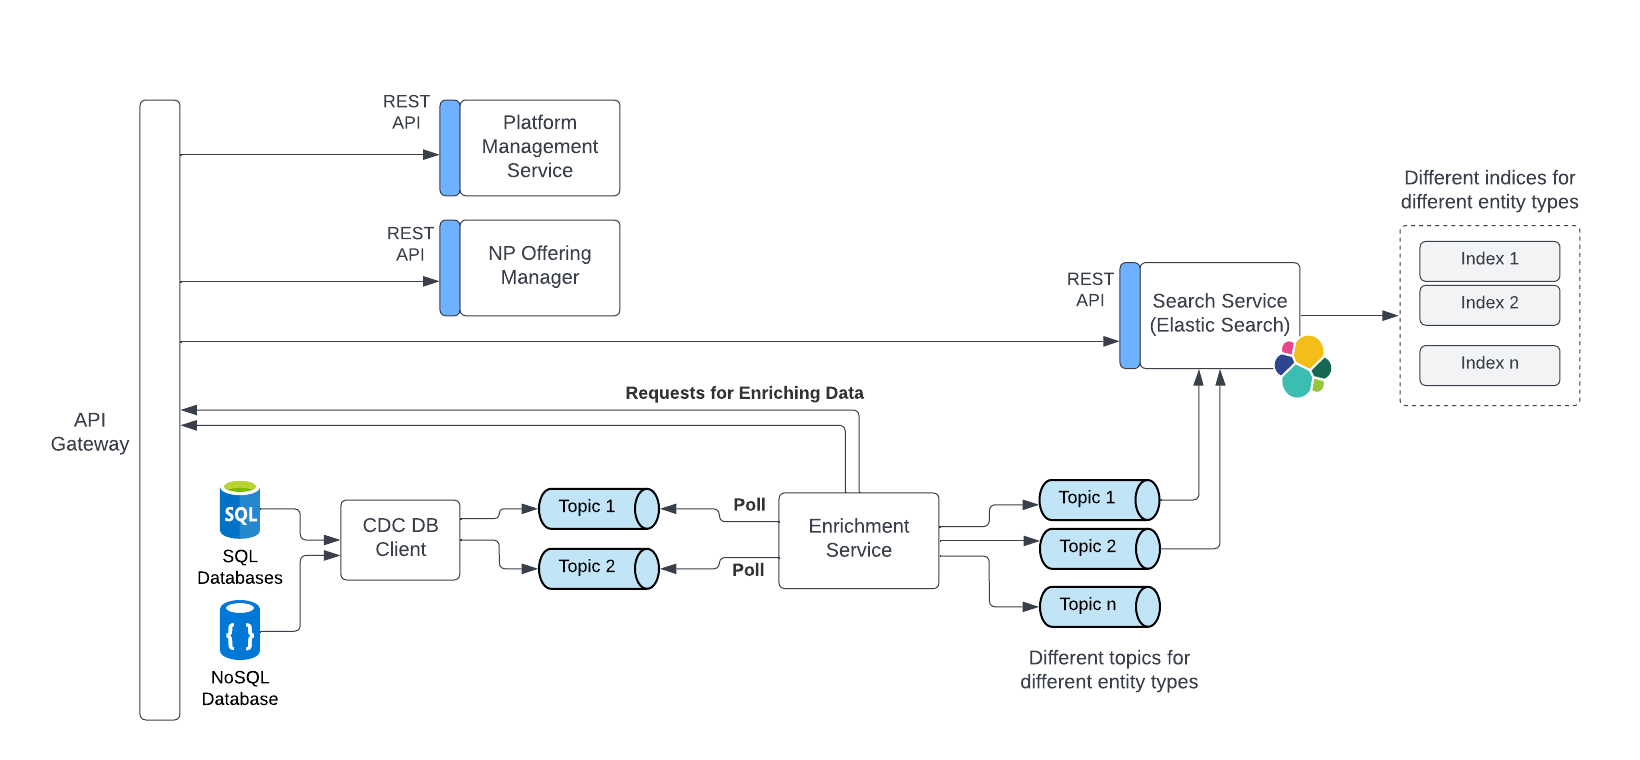 REST
API
Platform
Management
Service
REST
API
NP Offering
Manager
Different indices for
different entity types
Index 1
Index 2
Index n
REST
API
Search Service
(Elastic Search)
Requests for Enriching Data
API
Gateway
SQL
SQL
Databases
{ }
NoSQL
Database
CDC DB
Client
Topic 1
Topic 2
Poll
Poll
Enrichment
Service
Topic 1
Topic 2
Topic n
Different topics for
different entity types